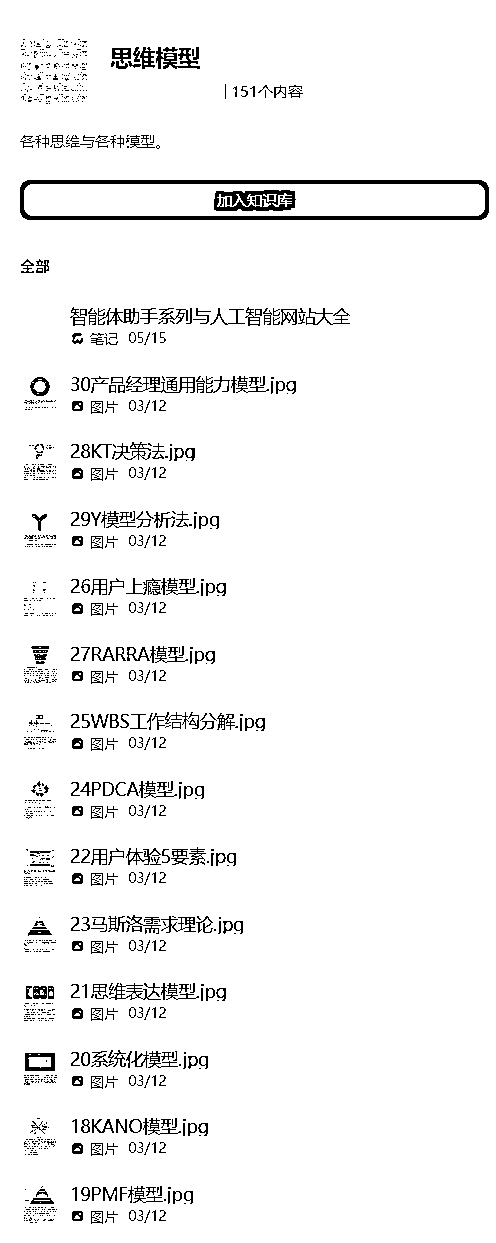 思维模型
| 151个内容
各种思维与各种模型。
加入知识库
全部
智能体助手系列与人工智能网站大全
笔记 05/15
30产品经理通用能力模型.jpg
图片 03/12
28KT决策法.jpg
图片 03/12
29Y模型分析法.jpg
图片 03/12
26用户上瘾模型.jpg
图片 03/12
27RARRA模型.jpg
图片 03/12
25WBS工作结构分解.jpg
图片 03/12
24PDCA模型.jpg
图片 03/12
22用户体验5要素.jpg
图片 03/12
23马斯洛需求理论.jpg
图片 03/12
21思维表达模型.jpg
图片 03/12
20系统化模型.jpg
图片 03/12
18KANO模型.jpg
图片 03/12
19PMF模型.jpg
图片 03/12